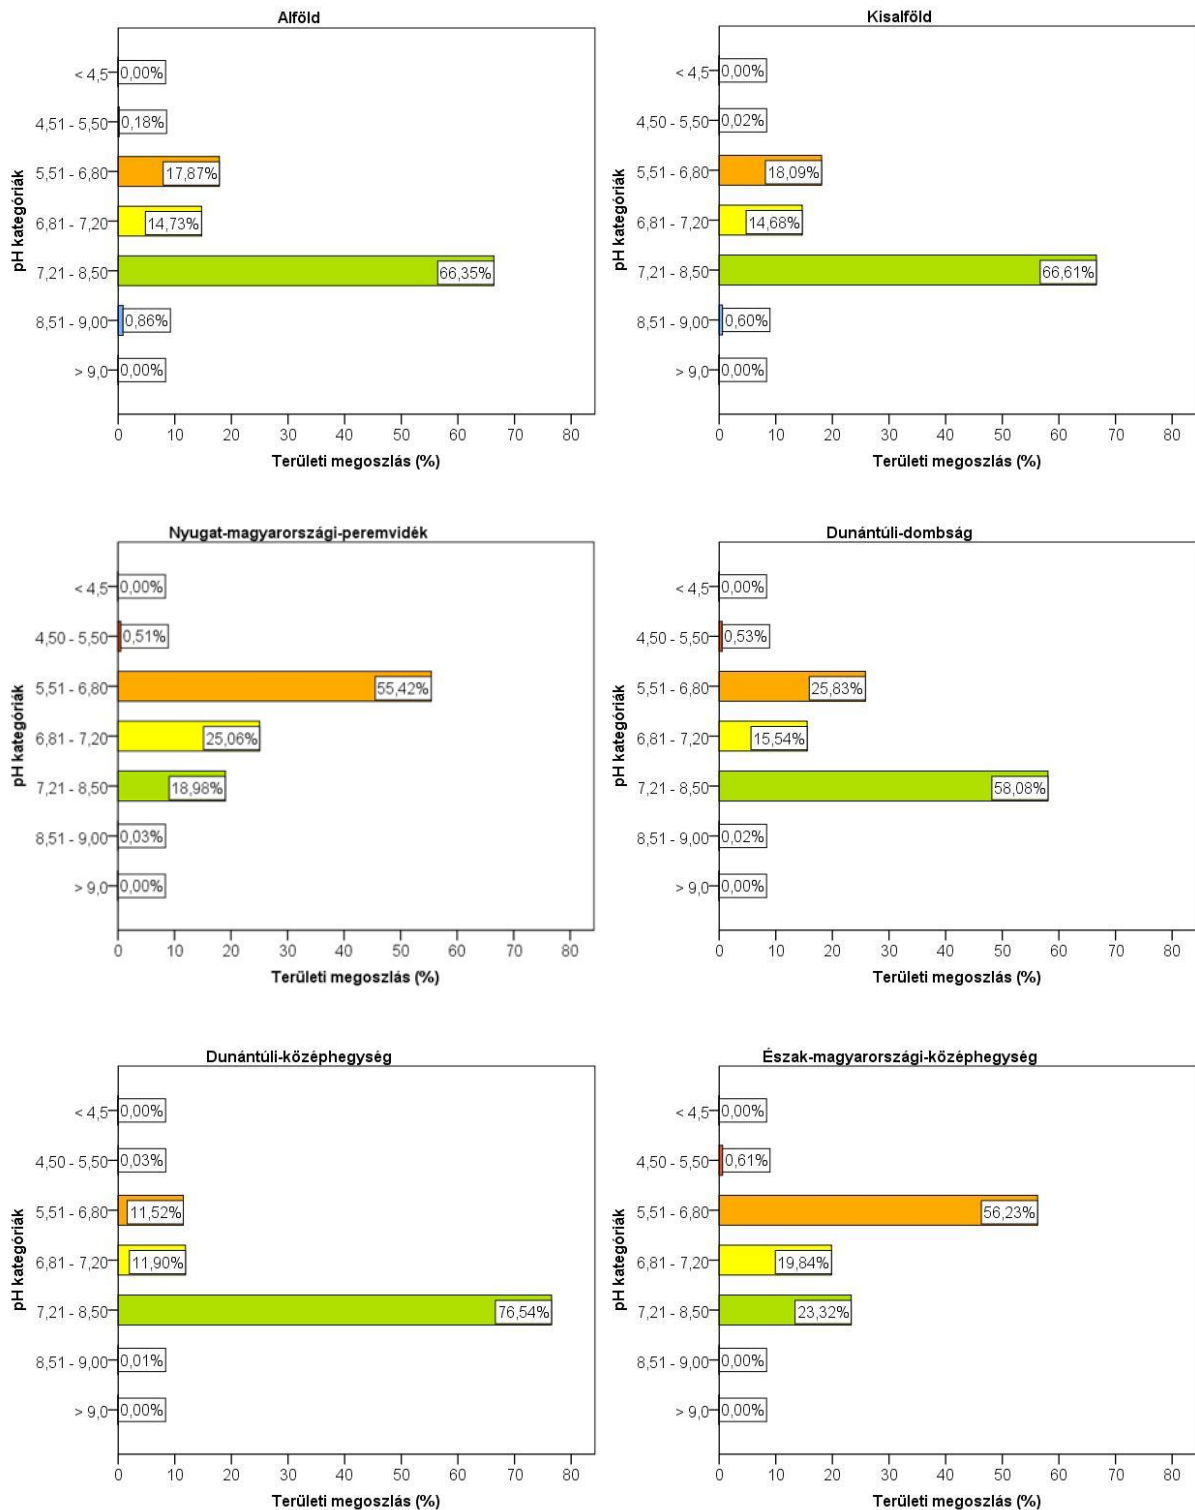 Alföld
pH kategóriák
< 4,5 0,00%
4,51 - 5,50 0,18%
5,51 - 6,80 17,87%
6,81 - 7,20 14,73%
7,21 - 8,50 66,35%
8,51 - 9,00 0,86%
> 9,0 0,00%
0 10 20 30 40 50 60 70 80
Területi megoszlás (%)
Kisalföld
pH kategóriák
< 4,5 0,00%
4,50 - 5,50 0,02%
5,51 - 6,80 18,09%
6,81 - 7,20 14,68%
7,21 - 8,50 66,61%
8,51 - 9,00 0,60%
> 9,0 0,00%
0 10 20 30 40 50 60 70 80
Területi megoszlás (%)
Nyugat-magyarországi-peremvidék
pH kategóriák
< 4,5 0,00%
4,50 - 5,50 0,51%
5,51 - 6,80 55,42%
6,81 - 7,20 25,06%
7,21 - 8,50 18,98%
8,51 - 9,00 0,03%
> 9,0 0,00%
0 10 20 30 40 50 60 70 80
Területi megoszlás (%)
Dunántúli-dombság
pH kategóriák
< 4,5 0,00%
4,50 - 5,50 0,53%
5,51 - 6,80 25,83%
6,81 - 7,20 15,54%
7,21 - 8,50 58,08%
8,51 - 9,00 0,02%
> 9,0 0,00%
0 10 20 30 40 50 60 70 80
Területi megoszlás (%)
Dunántúli-középhegység
pH kategóriák
< 4,5 0,00%
4,50 - 5,50 0,03%
5,51 - 6,80 11,52%
6,81 - 7,20 11,90%
7,21 - 8,50 76,54%
8,51 - 9,00 0,01%
> 9,0 0,00%
0 10 20 30 40 50 60 70 80
Területi megoszlás (%)
Észak-magyarországi-középhegység
pH kategóriák
< 4,5 0,00%
4,50 - 5,50 0,61%
5,51 - 6,80 56,23%
6,81 - 7,20 19,84%
7,21 - 8,50 23,32%
8,51 - 9,00 0,00%
> 9,0 0,00%
0 10 20 30 40 50 60 70 80
Területi megoszlás (%)